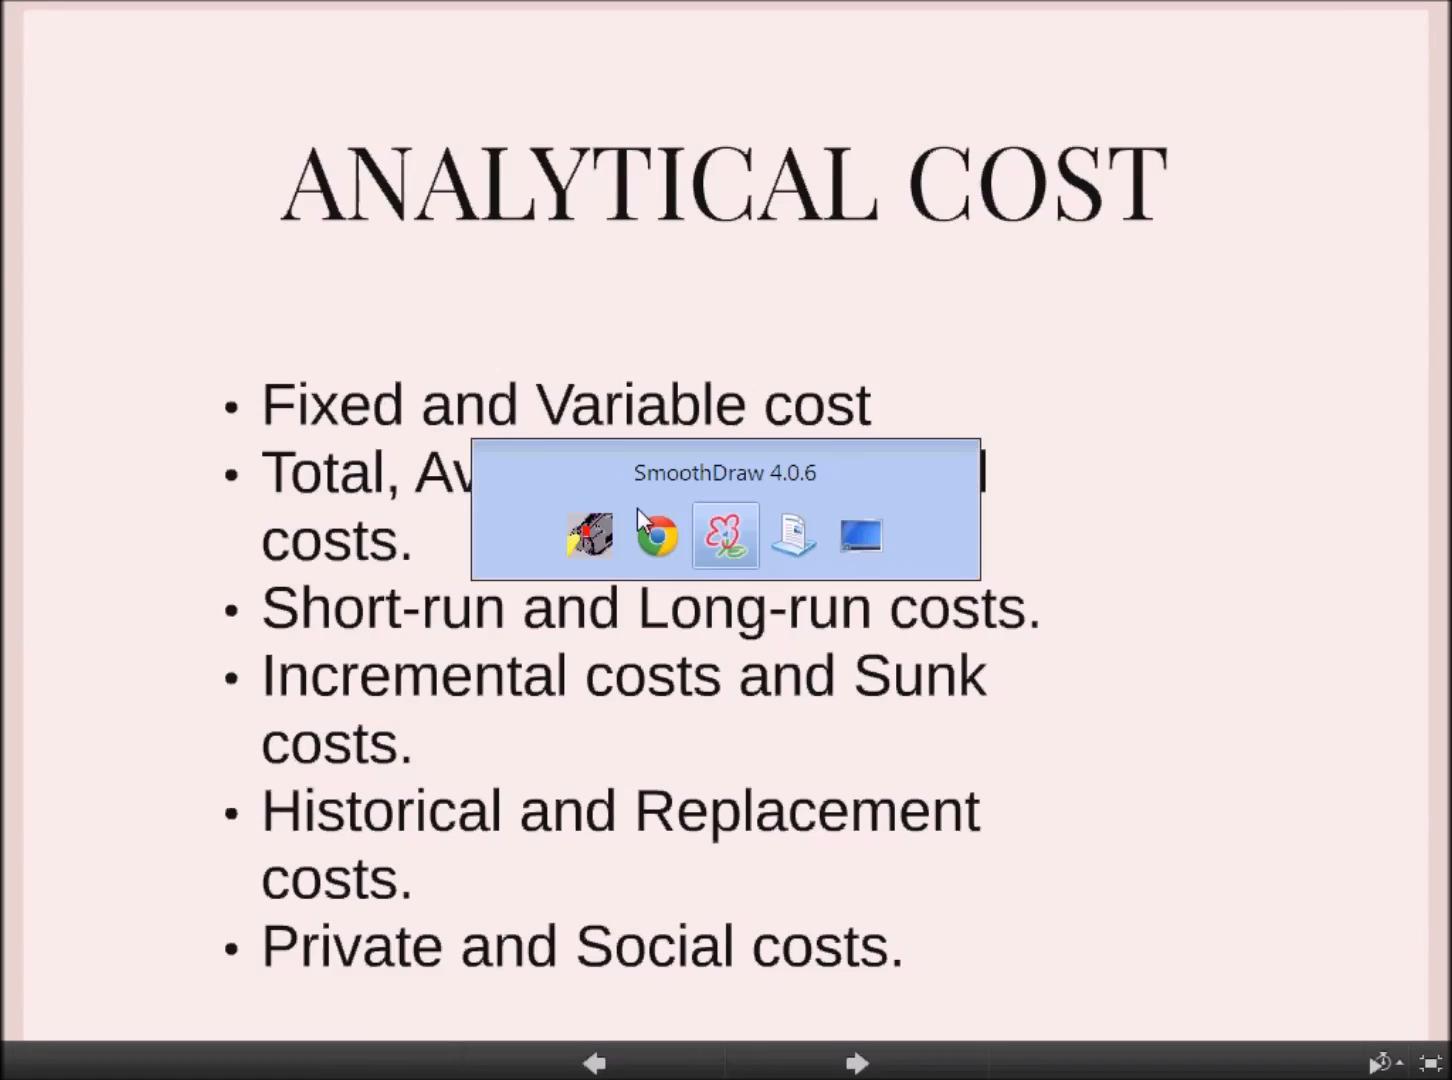 ANALYTICAL COST
• Fixed and Variable cost
• Total,
costs.
SmoothDraw 4.0.6
• Short-run and Long-run costs.
• Incremental costs and Sunk
costs.
• Historical and Replacement
costs.
• Private and Social costs.